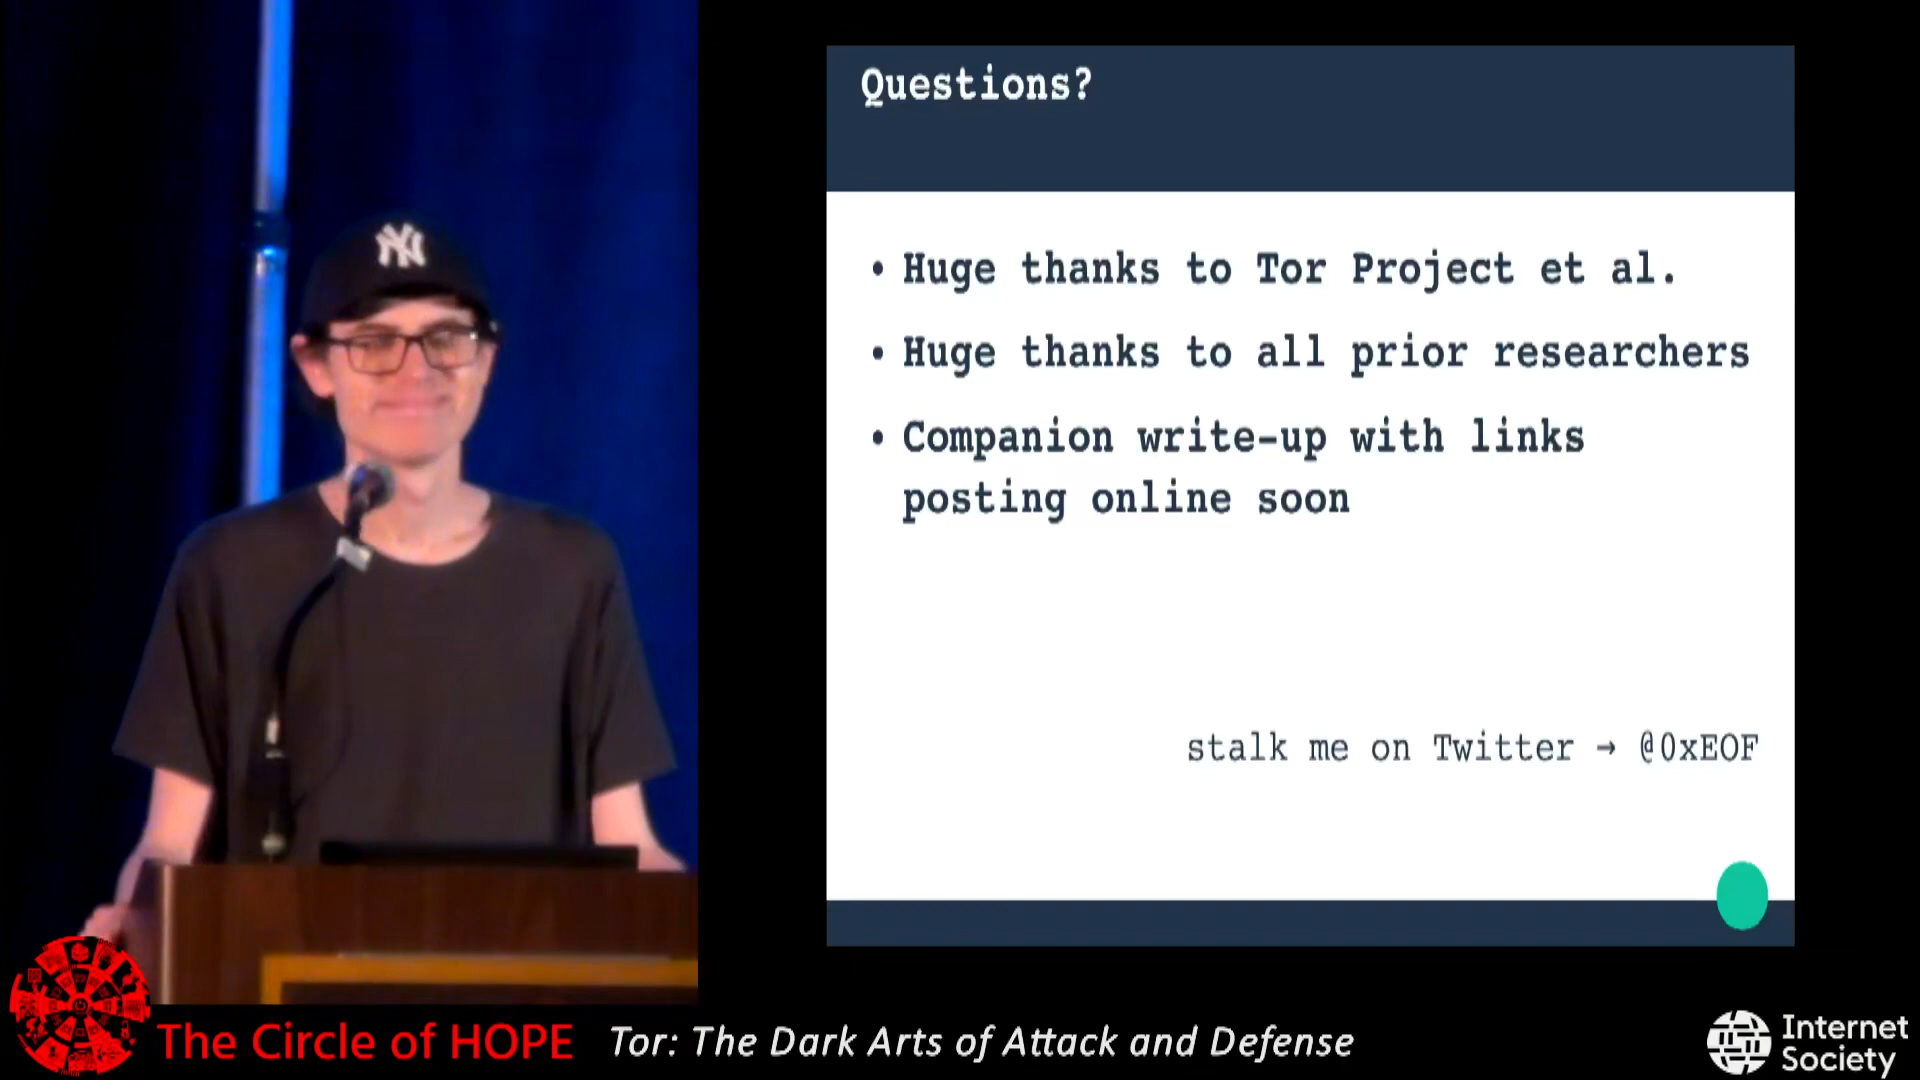 NY
Questions?
• Huge thanks to Tor Project et al.
• Huge thanks to all prior researchers
• Companion write-up with links
posting online soon
stalk me on Twitter → @0xEOF
The Circle of HOPE
Tor: The Dark Arts of Attack and Defense
Internet
Society